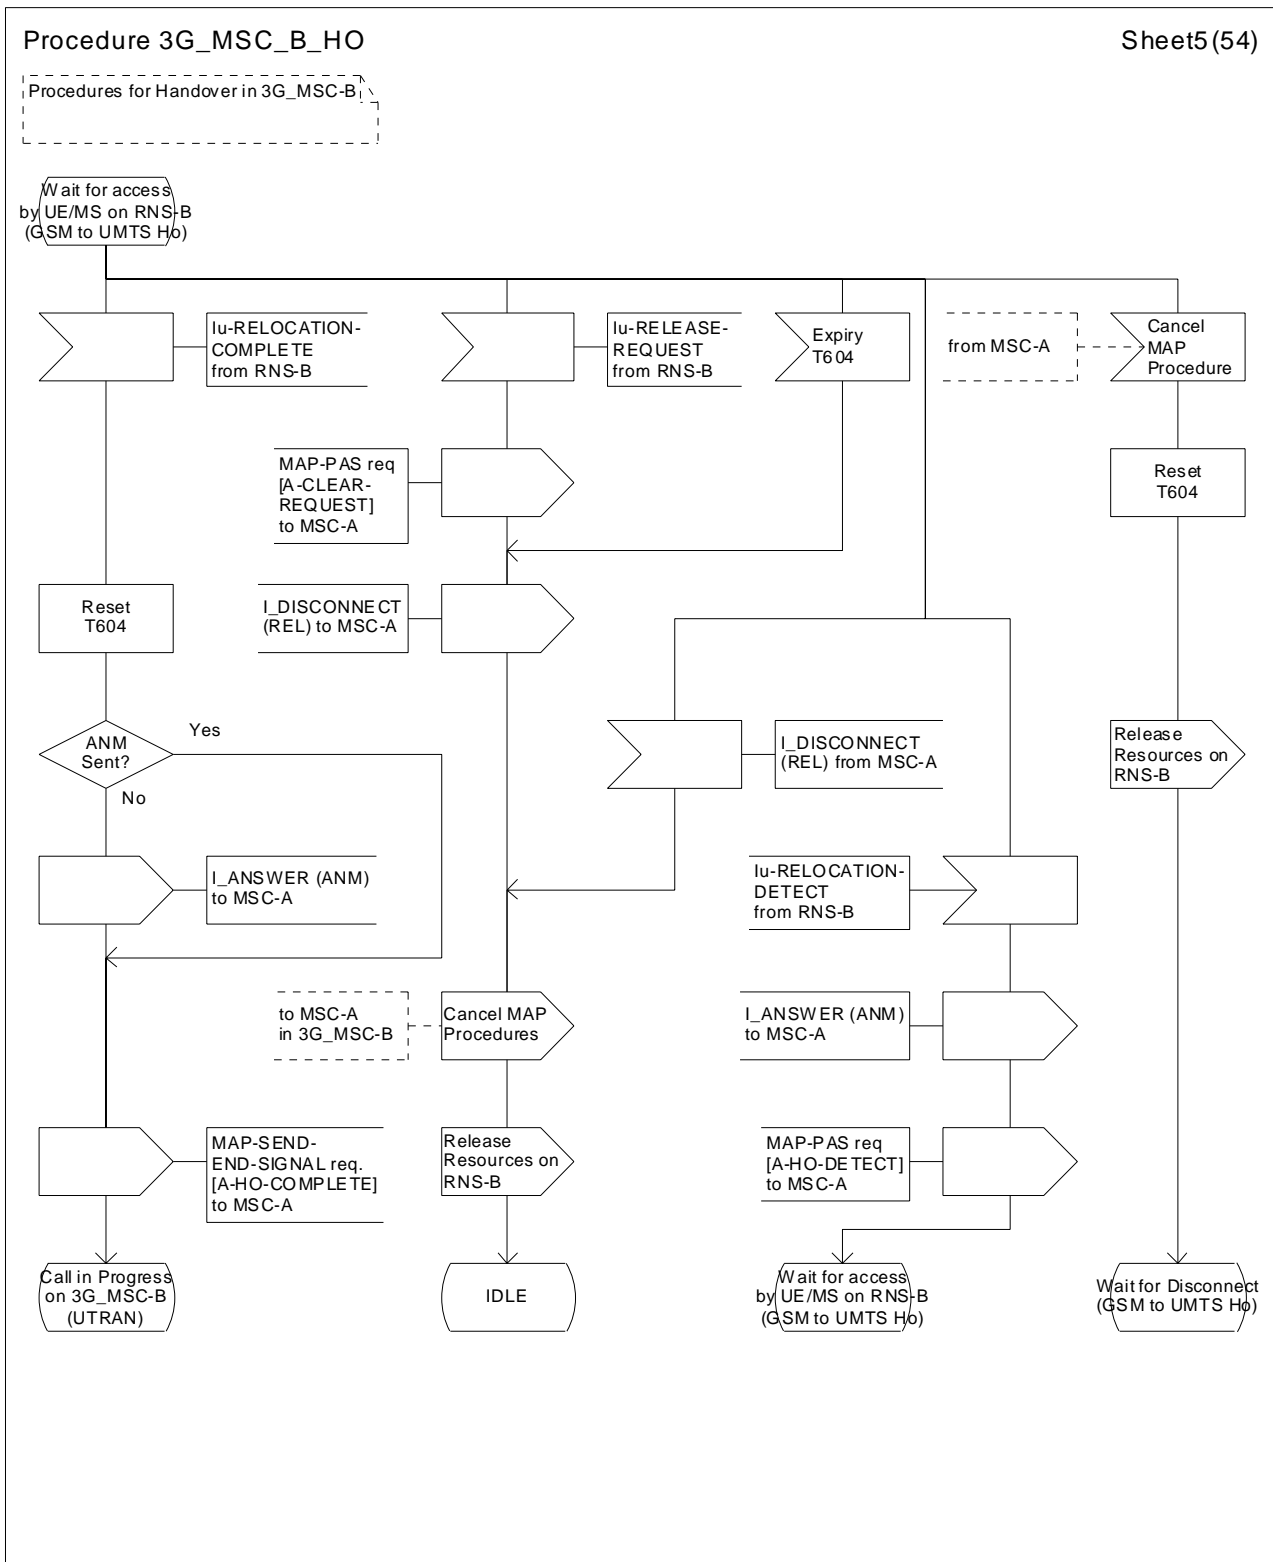 Procedure 3G_MSC_B_HO
Sheet5(54)
Procedures for Handover in 3G_MSC-B
Wait for access
by UE/MS on RNS-B
(GSM to UMTS Ho)
Iu-RELOCATION-
COMPLETE
from RNS-B
Iu-RELEASE-
REQUEST
from RNS-B
Expiry
T604
from MSC-A
Cancel
MAP
Procedure
MAP-PAS req
[A-CLEAR-
REQUEST]
to MSC-A
Reset
T604
Reset
T604
I_DISCONNECT
(REL) to MSC-A
ANM
Sent?
Yes
No
I_DISCONNECT
(REL) from MSC-A
Release
Resources on
RNS-B
I_ANSWER (ANM)
to MSC-A
Iu-RELOCATION-
DETECT
from RNS-B
to MSC-A
in 3G_MSC-B
Cancel MAP
Procedures
I_ANSWER (ANM)
to MSC-A
MAP-SEND-
END-SIGNAL req.
[A-HO-COMPLETE]
to MSC-A
Release
Resources on
RNS-B
MAP-PAS req
[A-HO-DETECT]
to MSC-A
Call in Progress
on 3G_MSC-B
(UTRAN)
IDLE
Wait for access
by UE/MS on RNS-B
(GSM to UMTS Ho)
Wait for Disconnect
(GSM to UMTS Ho)